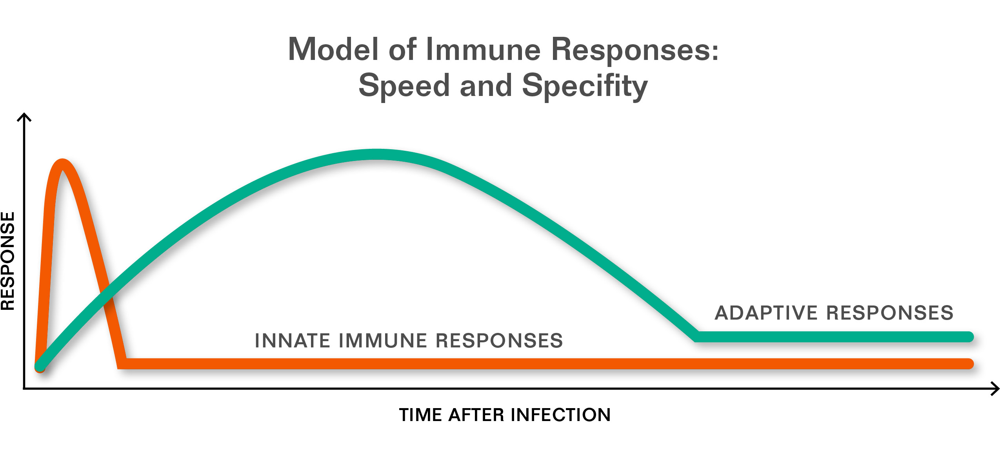 Model of Immune Responses:
Speed and Specifity
RESPONSE
ADAPTIVE RESPONSES
INNATE IMMUNE RESPONSES
TIME AFTER INFECTION